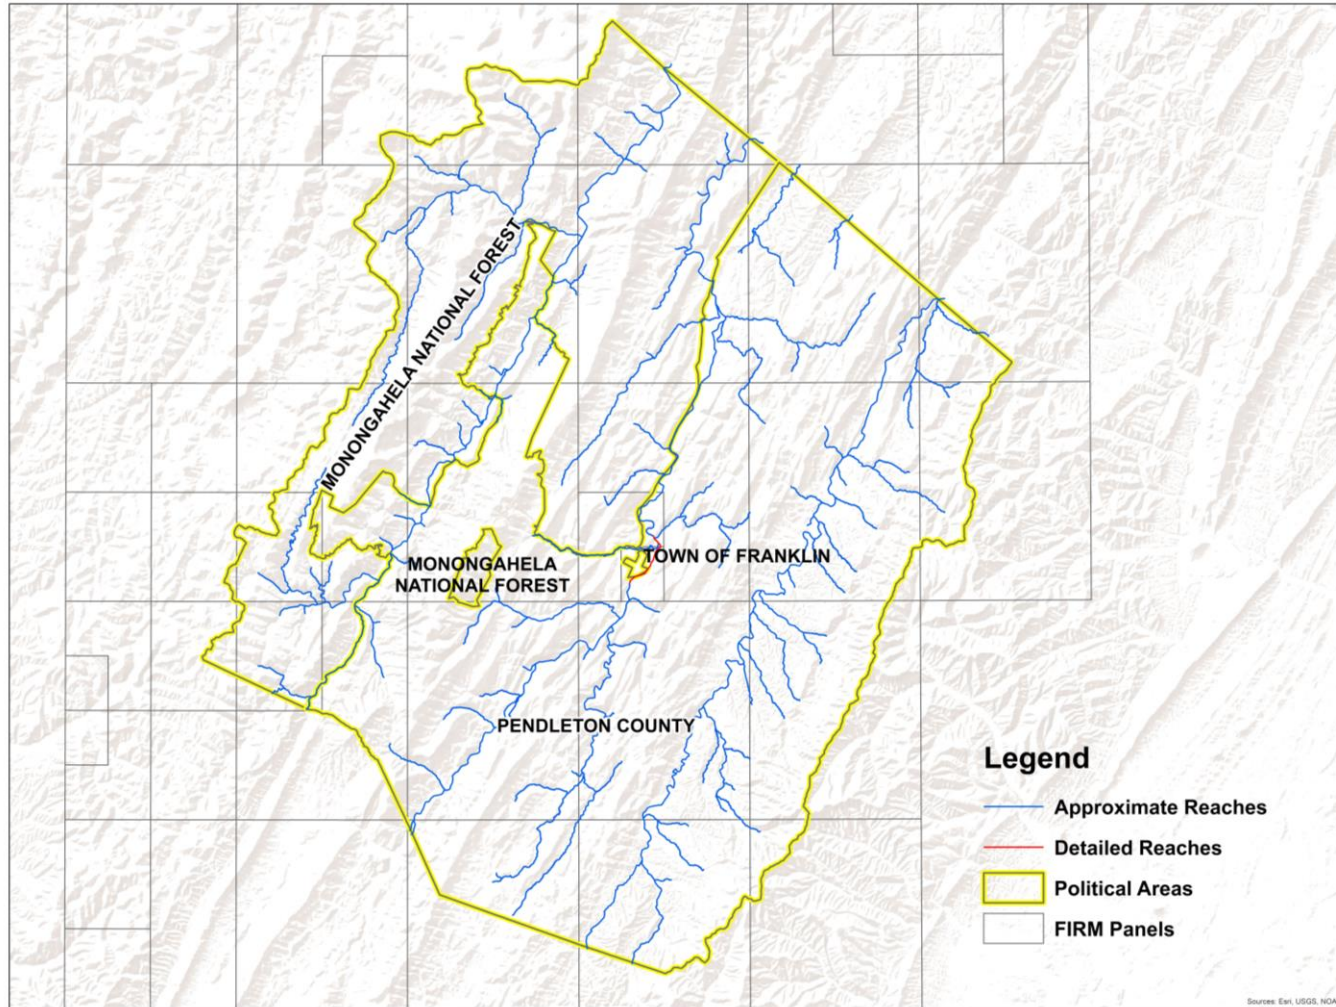 MONONGAHELA NATIONAL FOREST
MONONGAHELA
NATIONAL FOREST
TOWN OF FRANKLIN
PENDLETON COUNTY
Legend
Approximate Reaches
Detailed Reaches
Political Areas
FIRM Panels
Sources: Esri, USGS, NOA